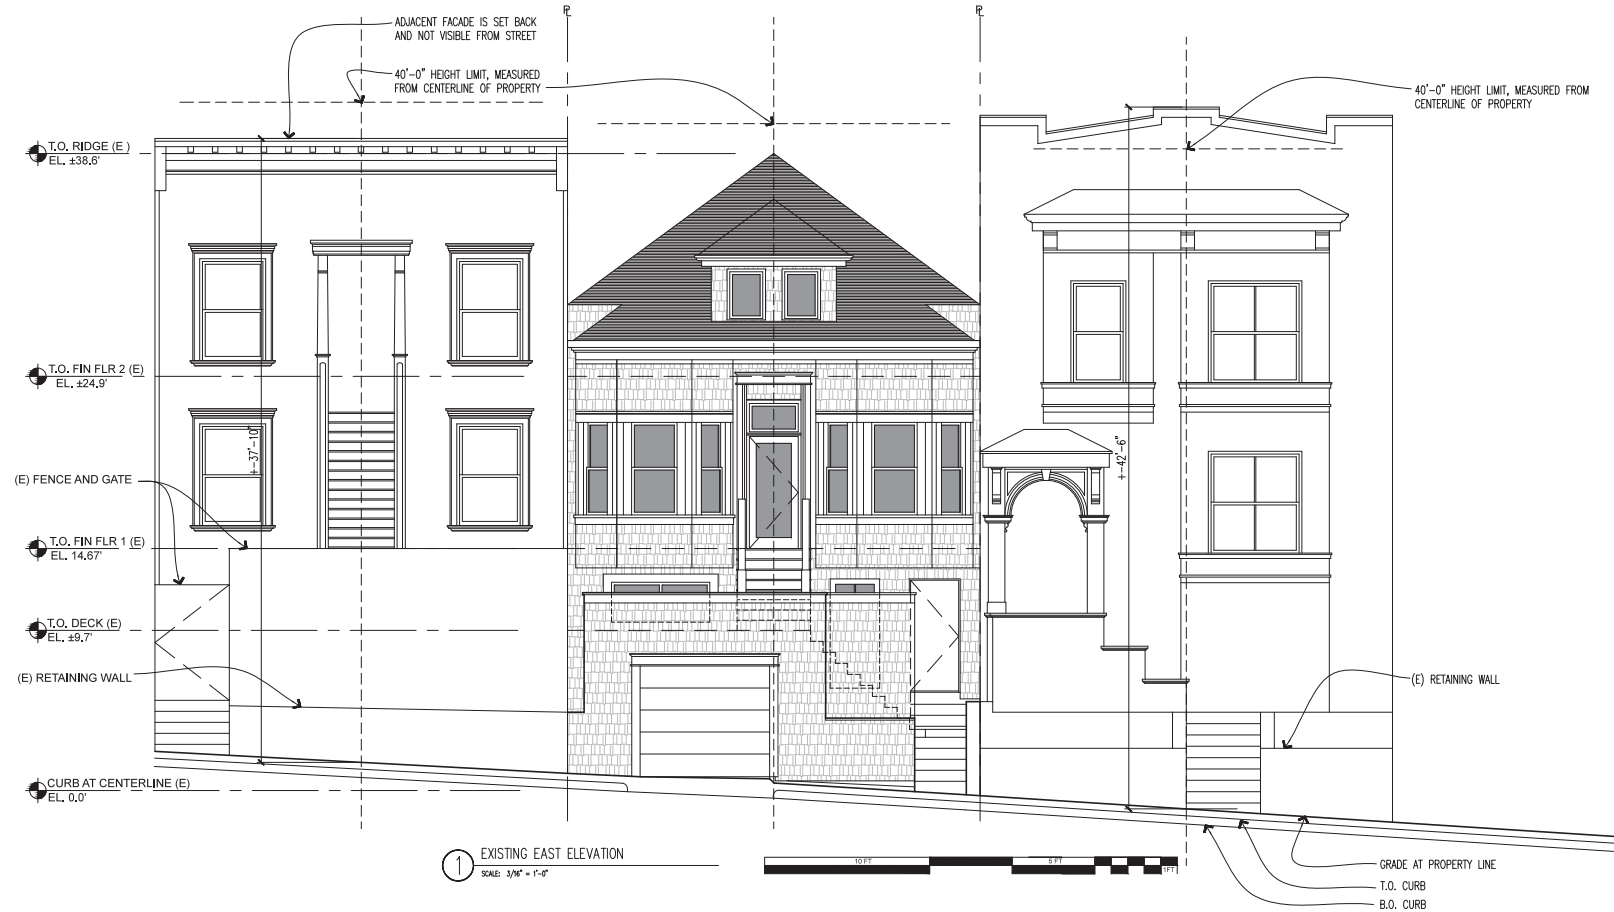 ADJACENT FACADE IS SET BACK
AND NOT VISIBLE FROM STREET
PL
PL
40'-0" HEIGHT LIMIT, MEASURED
FROM CENTERLINE OF PROPERTY
40'-0" HEIGHT LIMIT, MEASURED FROM
CENTERLINE OF PROPERTY
T.O. RIDGE (E )
EL. ±38.6'
T.O. FIN FLR 2 (E)
EL. ±24.9'
+-37'-10"
+-42'-6"
(E) FENCE AND GATE
T.O. FIN FLR 1 (E)
EL. 14.67'
T.O. DECK (E)
EL. ±9.7'
(E) RETAINING WALL
(E) RETAINING WALL
CURB AT CENTERLINE (E)
EL. 0.0'
1
EXISTING EAST ELEVATION
SCALE: 3/16" = 1'-0"
10 FT
5 FT
1FT
GRADE AT PROPERTY LINE
T.O. CURB
B.O. CURB